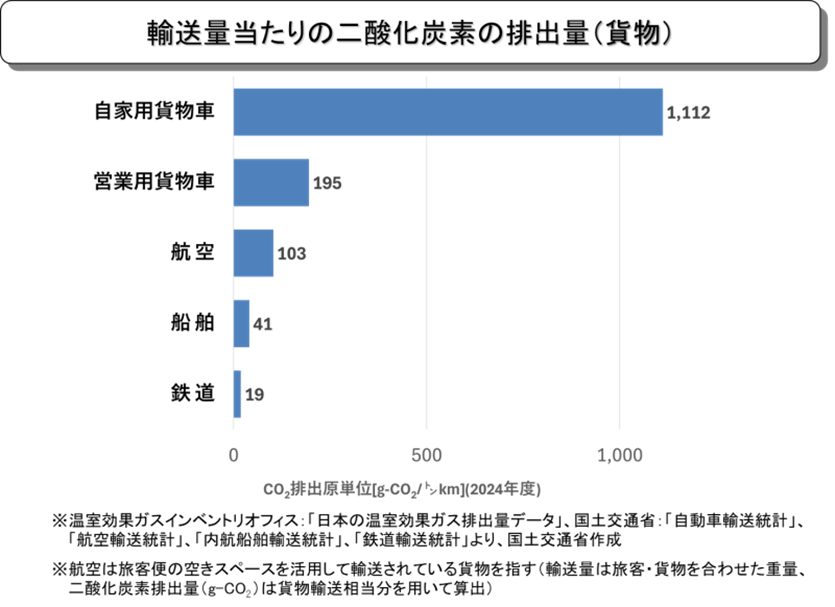 輸送量当たりの二酸化炭素の排出量（貨物）
自家用貨物車
1,112
営業用貨物車
195
航空
103
船舶
41
鉄道
19
0 500 1,000
CO₂排出原単位[g-CO₂/㌧km](2024年度)
※温室効果ガスインベントリオフィス：「日本の温室効果ガス排出量データ」、国土交通省：「自動車輸送統計」、
「航空輸送統計」、「内航船舶輸送統計」、「鉄道輸送統計」より、国土交通省作成
※航空は旅客便の空きスペースを活用して輸送されている貨物を指す（輸送量は旅客・貨物を合わせた重量、
二酸化炭素排出量（g-CO₂）は貨物輸送相当分を用いて算出）